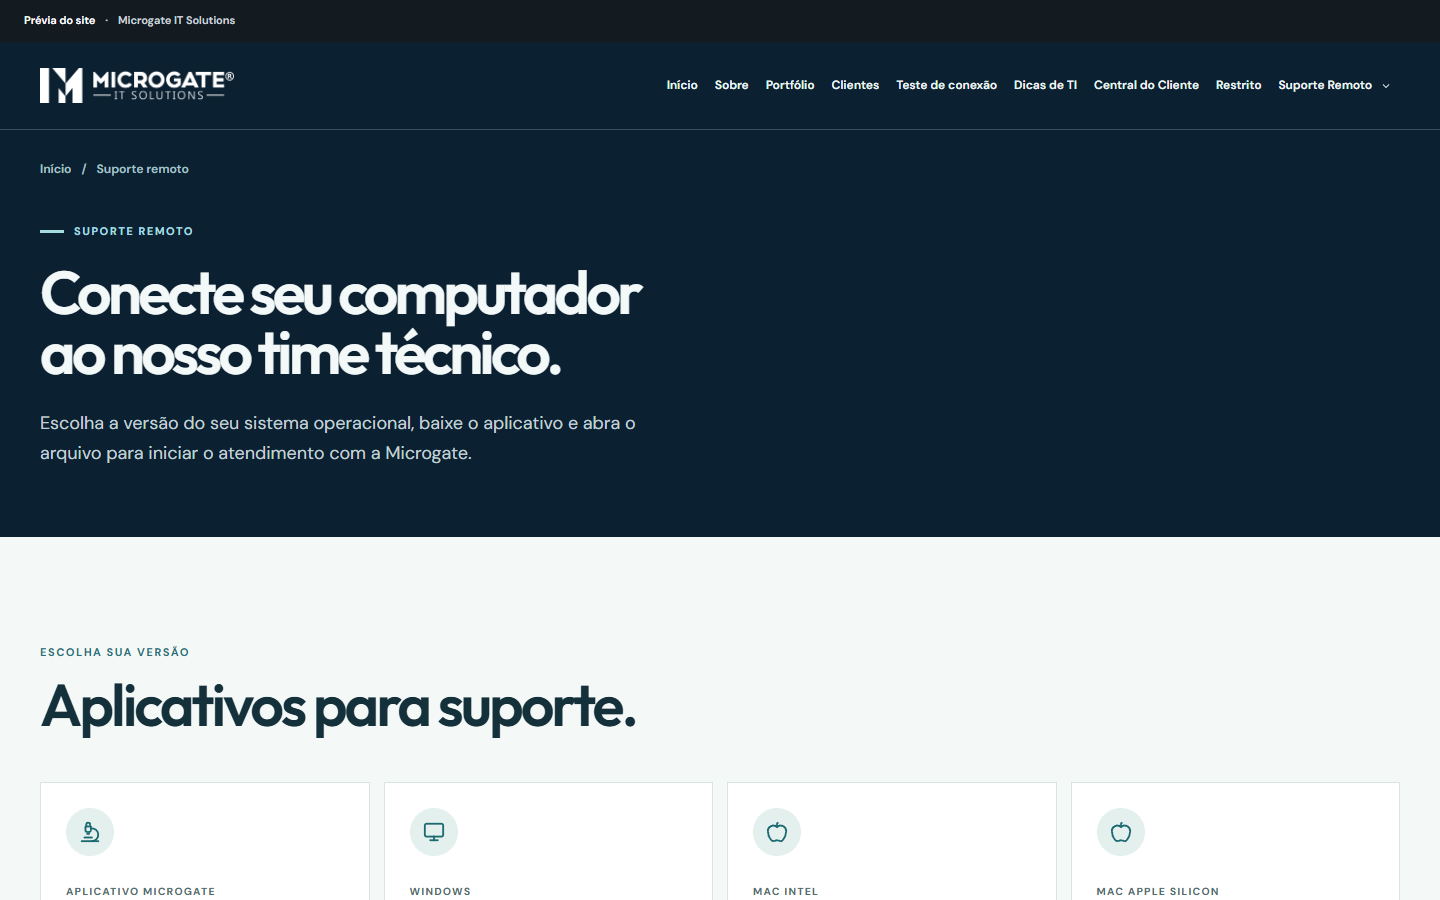 Prévia do site · Microgate IT Solutions
MICROGATE®
IT SOLUTIONS
Início Sobre Portfólio Clientes Teste de conexão Dicas de TI Central do Cliente Restrito Suporte Remoto
Início / Suporte remoto
SUPORTE REMOTO
Conecte seu computador
ao nosso time técnico.
Escolha a versão do seu sistema operacional, baixe o aplicativo e abra o
arquivo para iniciar o atendimento com a Microgate.
ESCOLHA SUA VERSÃO
Aplicativos para suporte.
APLICATIVO MICROGATE
WINDOWS
MAC INTEL
MAC APPLE SILICON